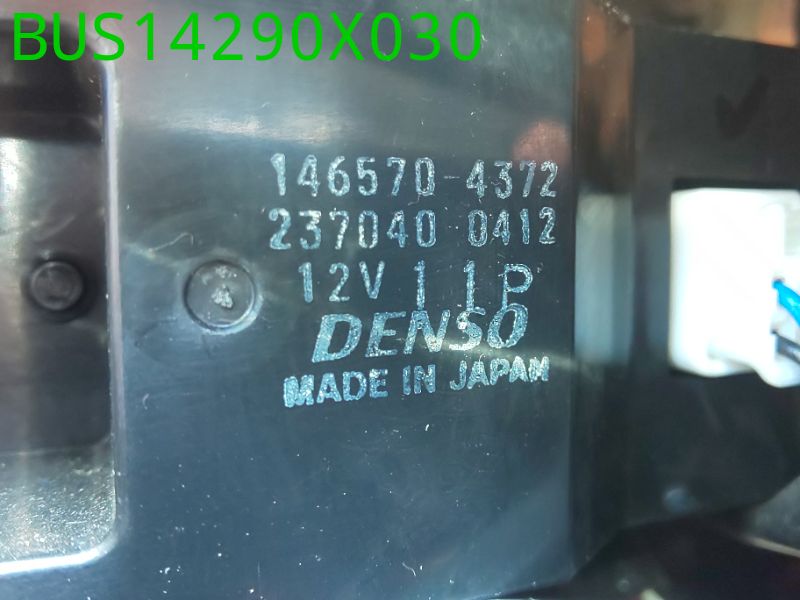 BUS14290X030
146570-4372
237040 0412
12V 11P
DENSO
MADE IN JAPAN